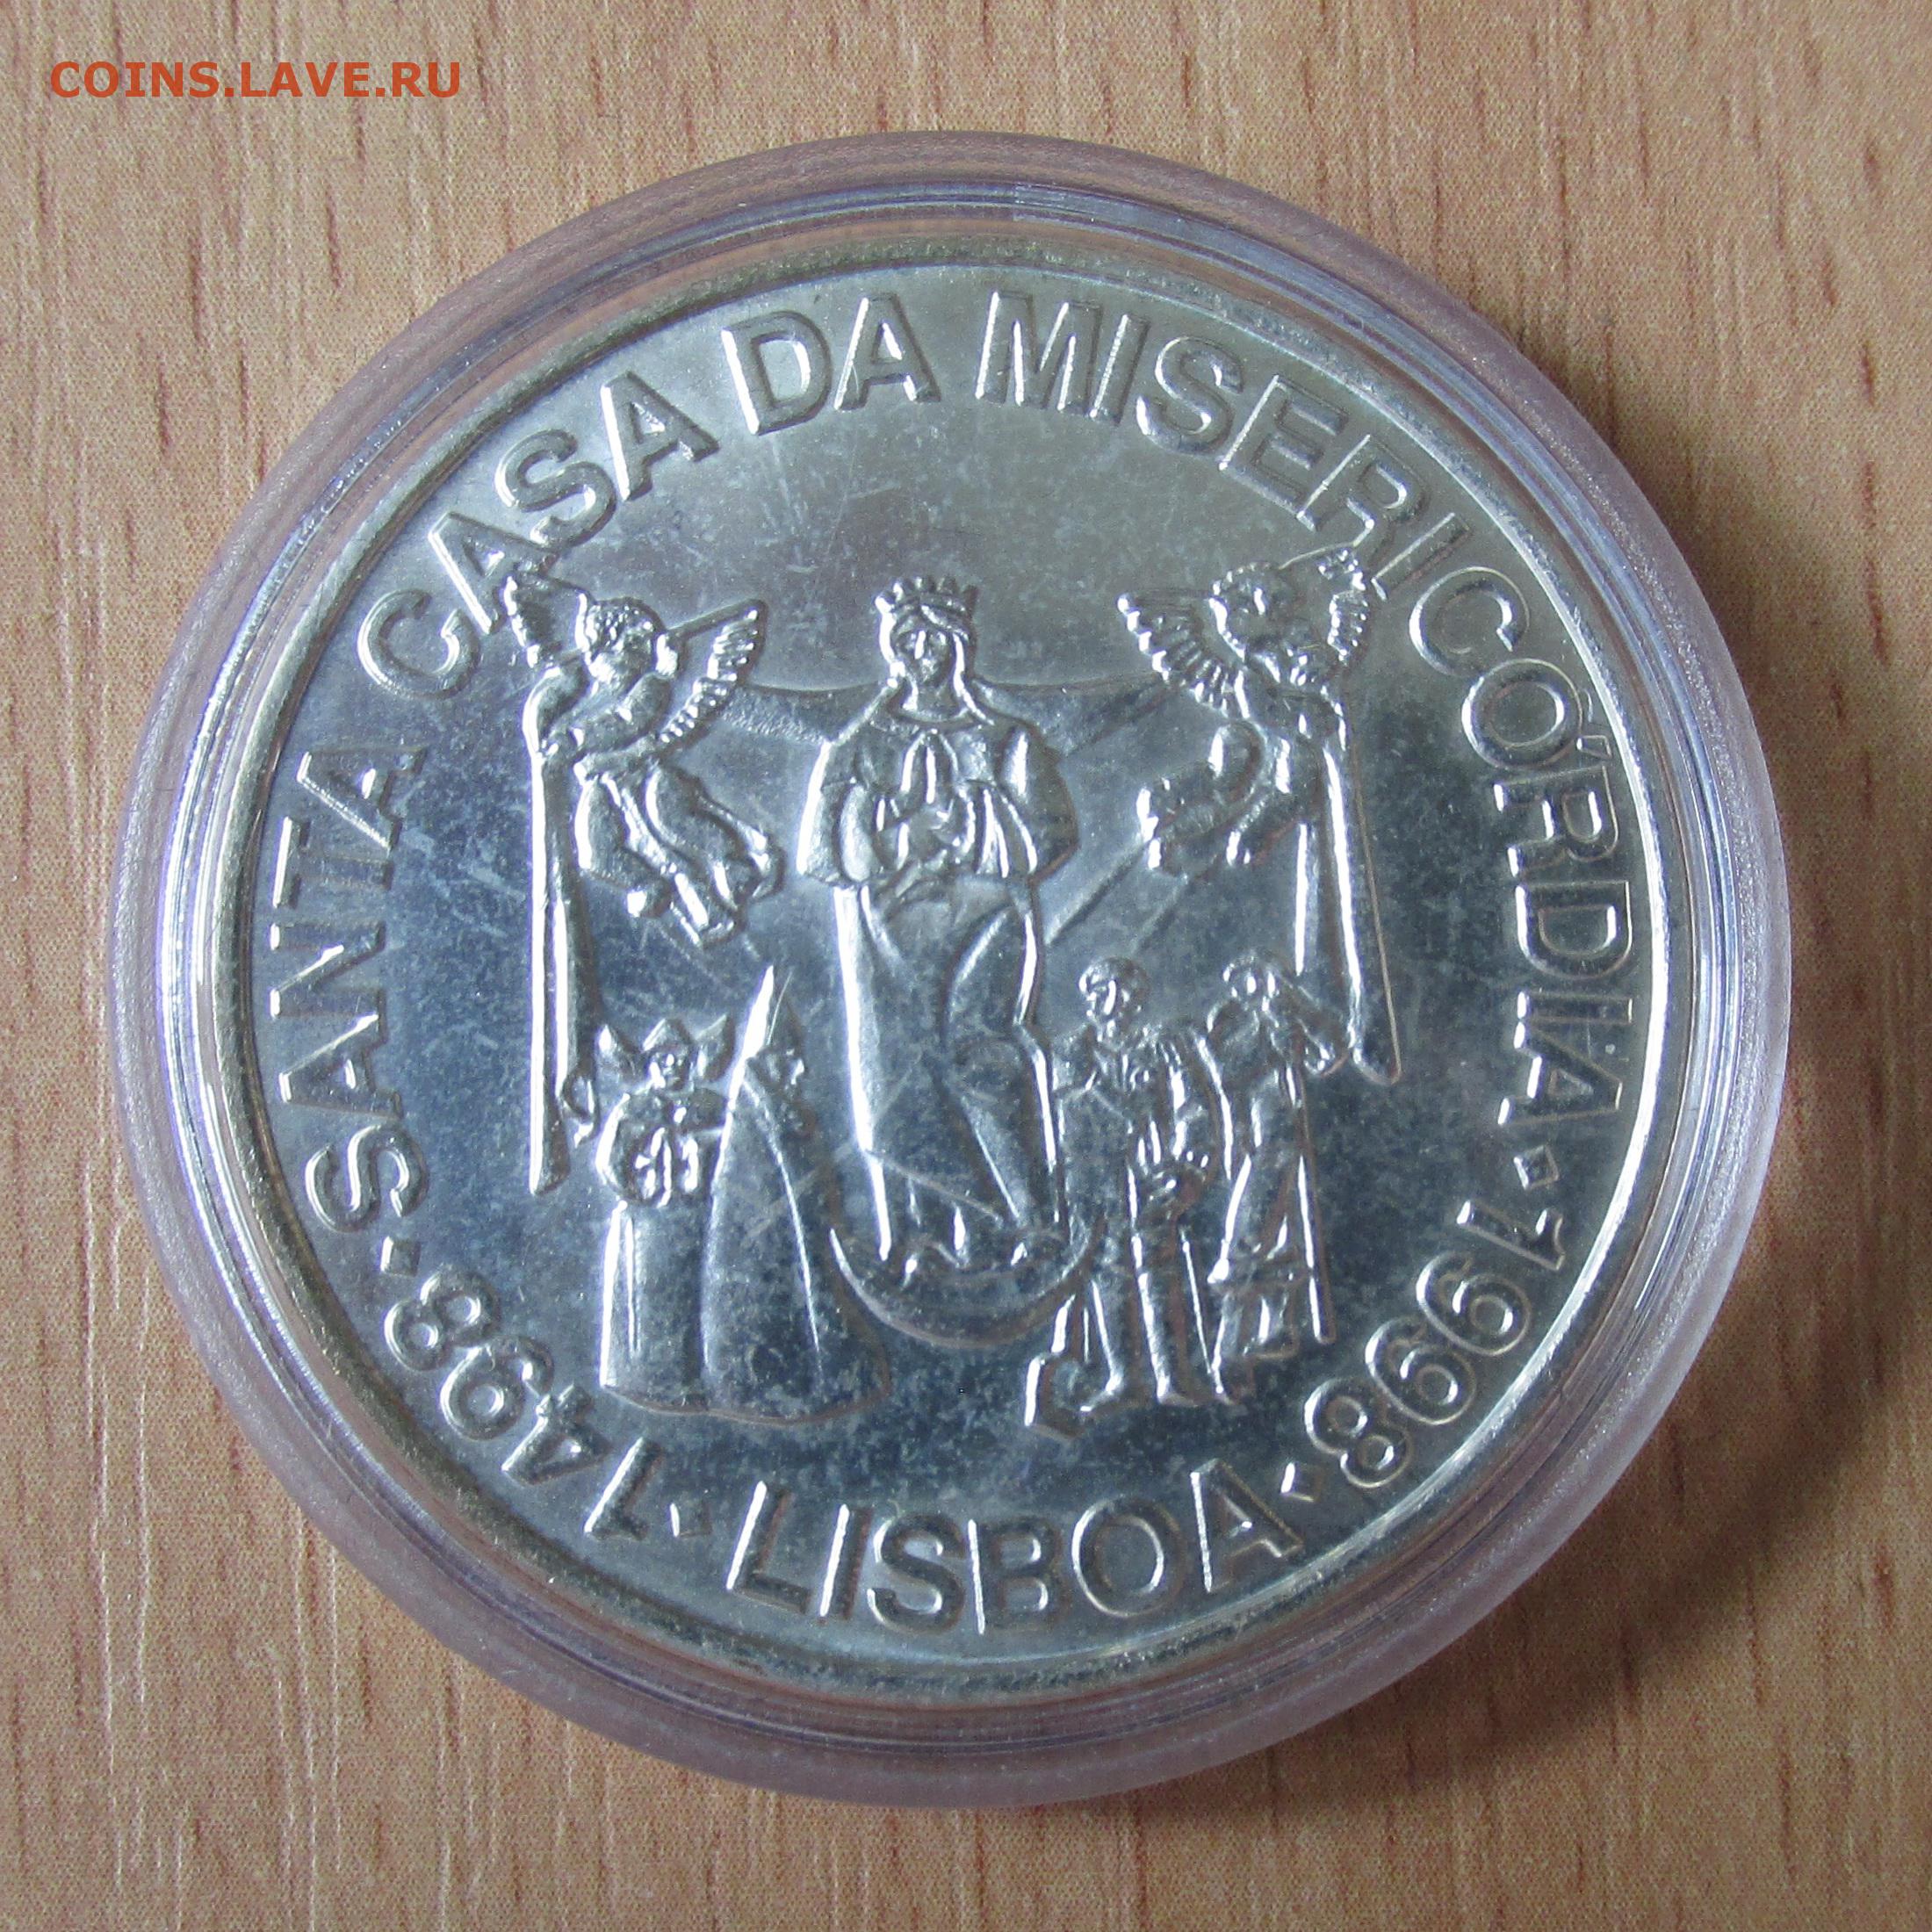 COINS.LAVE.RU
SANTA CASA DA MISERICÓRDIA · 1998 · LISBOA · 1498 ·